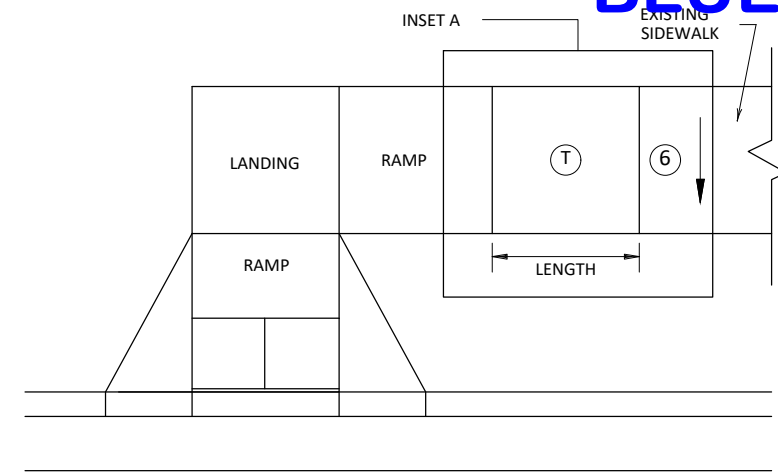 INSET A
EXISTING
SIDEWALK
LANDING
RAMP
T
6
RAMP
LENGTH